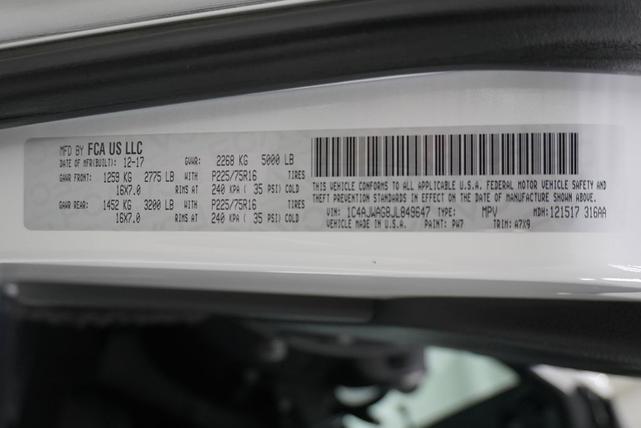 MFD BY FCA US LLC
DATE OF MFR(BUILT): 12-17 GVWR: 2268 KG 5000 LB
GAWR FRONT: 1259 KG 2775 LB WITH P225/75R16 TIRES
16X7.0 RIMS AT 240 KPA ( 35 PSI) COLD
GAWR REAR: 1452 KG 3200 LB WITH P225/75R16 TIRES
16X7.0 RIMS AT 240 KPA ( 35 PSI) COLD
THIS VEHICLE CONFORMS TO ALL APPLICABLE U.S.A. FEDERAL MOTOR VEHICLE SAFETY AND
THEFT PREVENTION STANDARDS IN EFFECT ON THE DATE OF MANUFACTURE SHOWN ABOVE.
VIN: 1C4AJWAG8JL849647 TYPE: MPV MDH: 121517 316AA
VEHICLE MADE IN U.S.A. PAINT: PW7 TRIM: A7X9